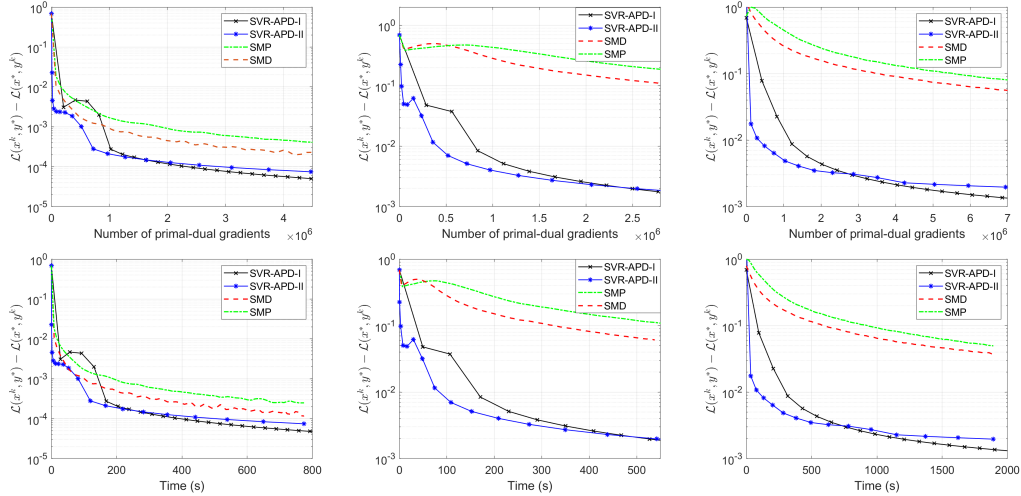 SVR-APD-I
SVR-APD-II
SMP
SMD
10^0
10^-1
10^-2
10^-3
10^-4
10^-5
L(x^k, y*) − L(x*, y^k)
0 1 2 3 4
Number of primal-dual gradients ×10^6
SVR-APD-I
SVR-APD-II
SMD
SMP
10^0
10^-1
10^-2
10^-3
L(x^k, y*) − L(x*, y^k)
0 0.5 1 1.5 2 2.5
Number of primal-dual gradients ×10^6
SVR-APD-I
SVR-APD-II
SMD
SMP
10^0
10^-1
10^-2
10^-3
L(x^k, y*) − L(x*, y^k)
0 1 2 3 4 5 6 7
Number of primal-dual gradients ×10^6
SVR-APD-I
SVR-APD-II
SMD
SMP
10^0
10^-1
10^-2
10^-3
10^-4
10^-5
L(x^k, y*) − L(x*, y^k)
0 200 400 600 800
Time (s)
SVR-APD-I
SVR-APD-II
SMD
SMP
10^0
10^-1
10^-2
10^-3
L(x^k, y*) − L(x*, y^k)
0 100 200 300 400 500
Time (s)
SVR-APD-I
SVR-APD-II
SMD
SMP
10^0
10^-1
10^-2
10^-3
L(x^k, y*) − L(x*, y^k)
0 500 1000 1500 2000
Time (s)